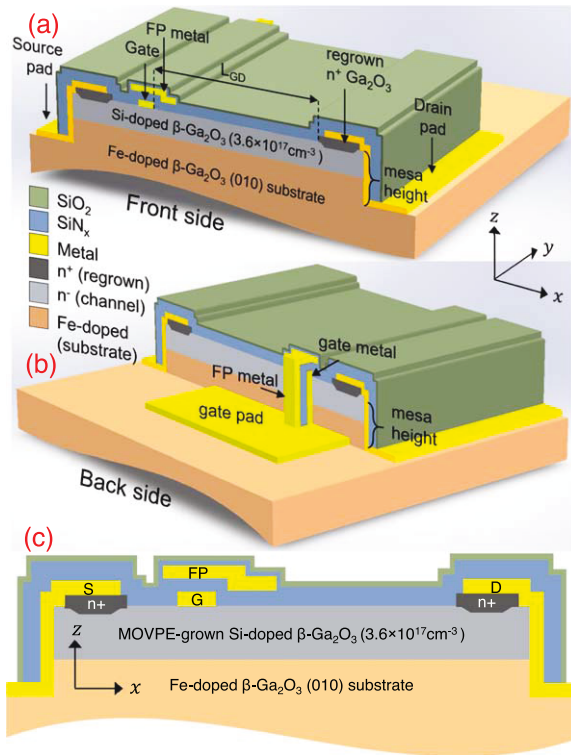 (a)
Source
pad
Gate
FP metal
L_GD
regrown
n⁺ Ga₂O₃
Drain
pad
Si-doped β-Ga₂O₃ (3.6×10¹⁷cm⁻³)
Fe-doped β-Ga₂O₃ (010) substrate
mesa
height
Front side
SiO₂
SiNₓ
Metal
n⁺ (regrown)
n⁻ (channel)
Fe-doped
(substrate)
z
y
x
(b)
gate metal
FP metal
gate pad
mesa
height
Back side
(c)
FP
S
G
D
n+
n+
MOVPE-grown Si-doped β-Ga₂O₃ (3.6×10¹⁷cm⁻³)
z
x
Fe-doped β-Ga₂O₃ (010) substrate